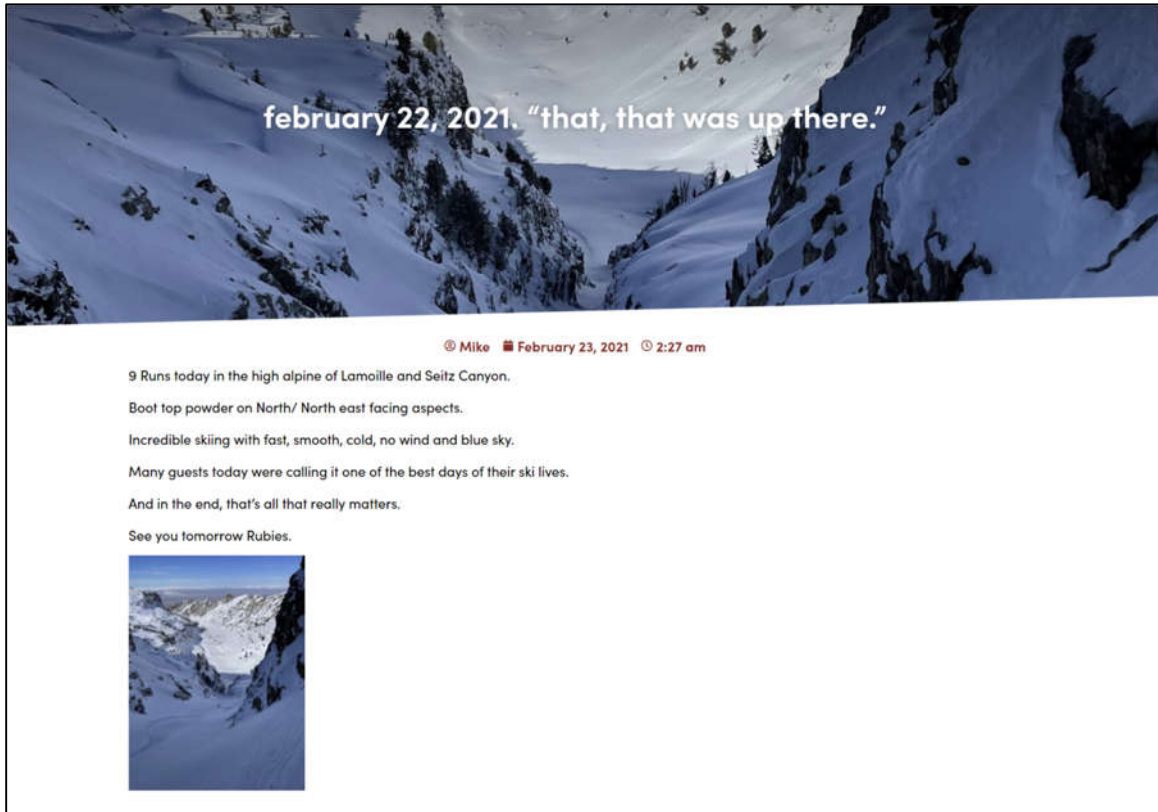 february 22, 2021. “that, that was up there.”
Mike February 23, 2021 2:27 am
9 Runs today in the high alpine of Lamoille and Seitz Canyon.
Boot top powder on North/ North east facing aspects.
Incredible skiing with fast, smooth, cold, no wind and blue sky.
Many guests today were calling it one of the best days of their ski lives.
And in the end, that’s all that really matters.
See you tomorrow Rubies.